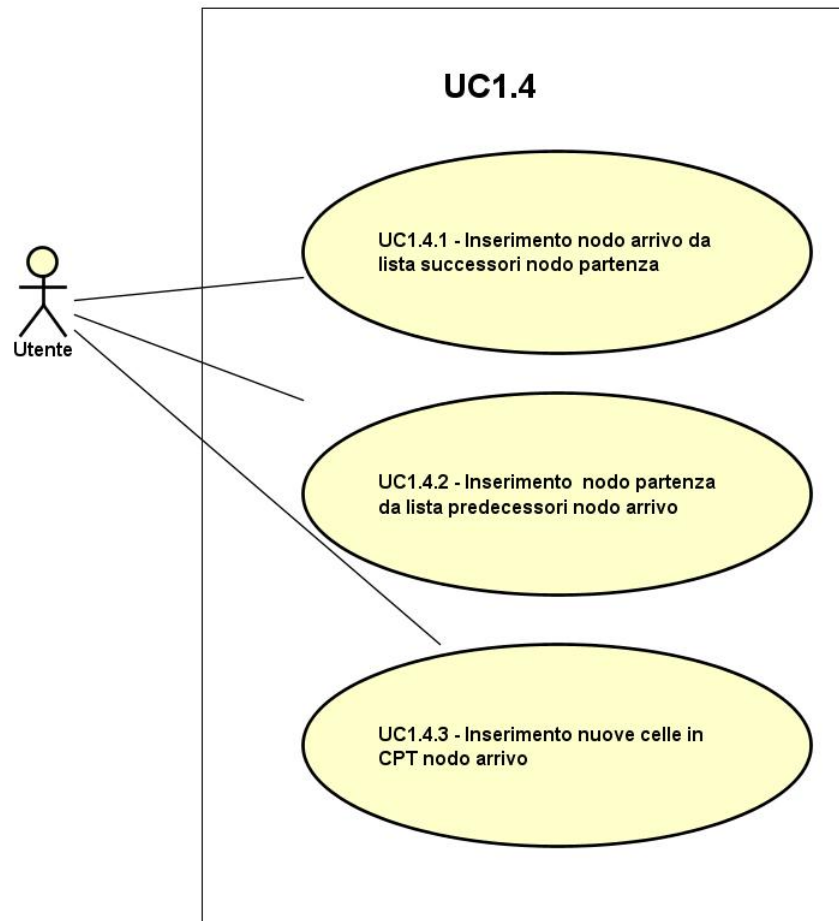 UC1.4
UC1.4.1 - Inserimento nodo arrivo da
lista successori nodo partenza
Utente
UC1.4.2 - Inserimento  nodo partenza
da lista predecessori nodo arrivo
UC1.4.3 - Inserimento nuove celle in
CPT nodo arrivo